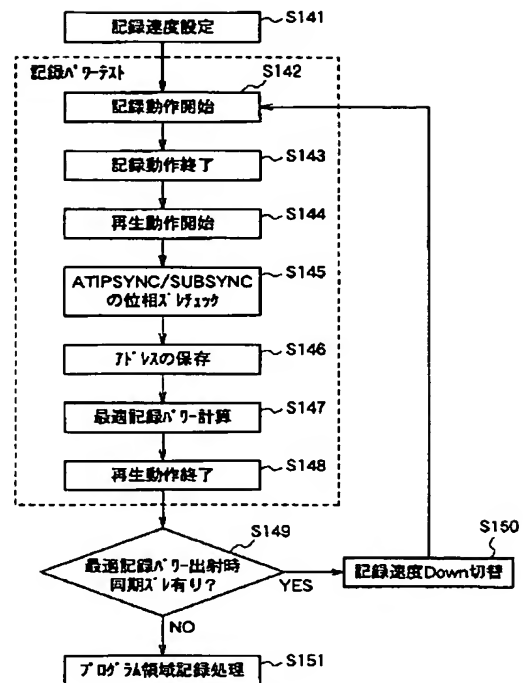 記録速度設定
S141
記録パワーテスト
S142
記録動作開始
S143
記録動作終了
S144
再生動作開始
S145
ATIPSYNC/SUBSYNC
の位相ズレチェック
S146
アドレスの保存
S147
最適記録パワー計算
S148
再生動作終了
S149
最適記録パワー出射時
同期ズレ有り?
YES
S150
記録速度Down切替
NO
S151
プログラム領域記録処理